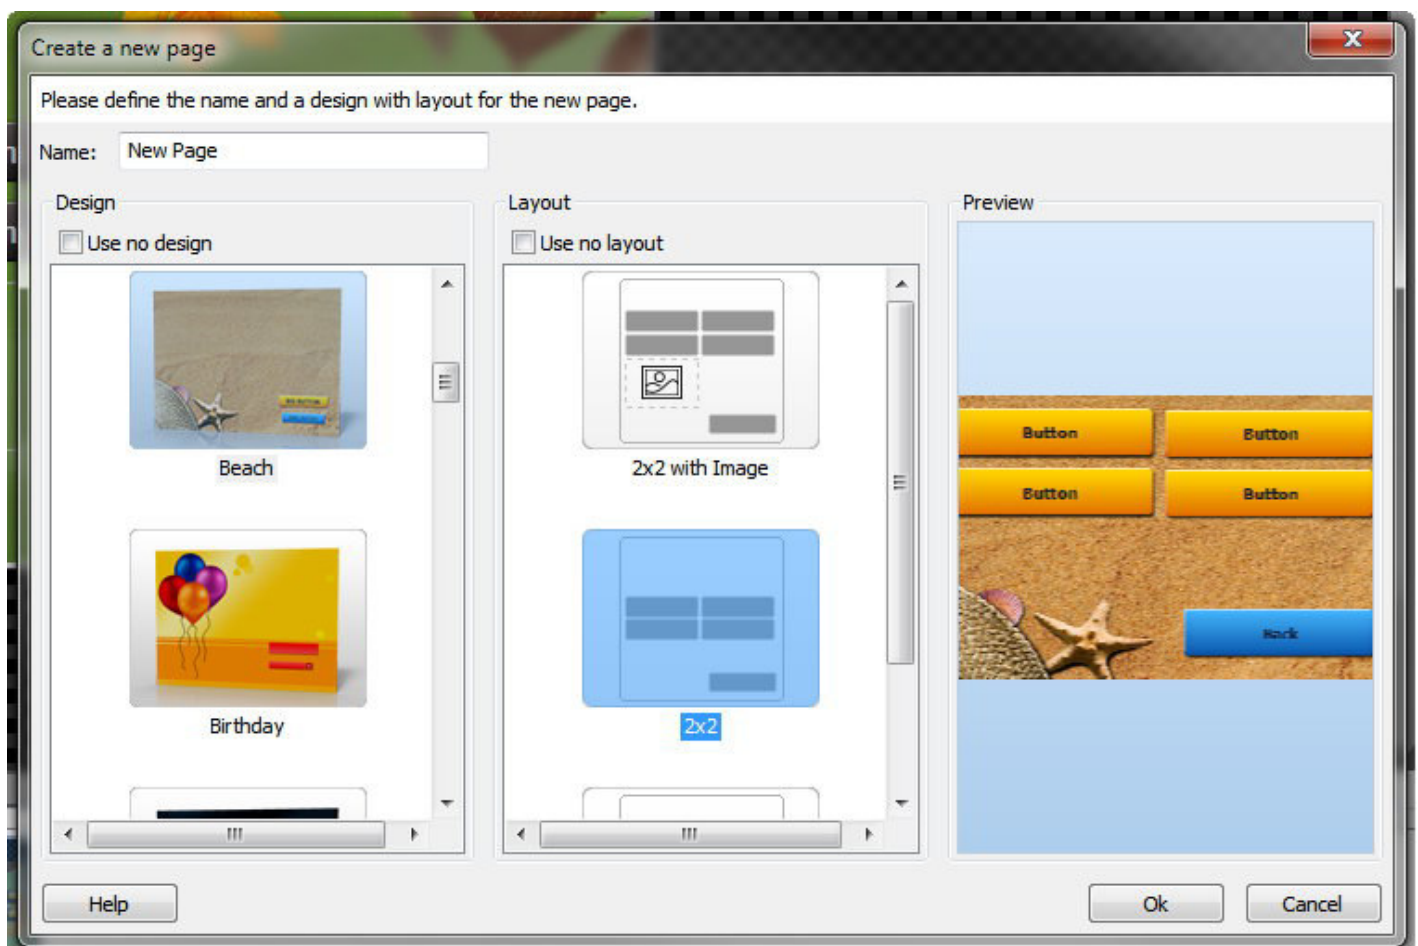 Create a new page
Please define the name and a design with layout for the new page.
Name: New Page
Design
Use no design
Beach
Birthday
Layout
Use no layout
2x2 with Image
2x2
Preview
Button Button
Button Button
Back
Help
Ok Cancel